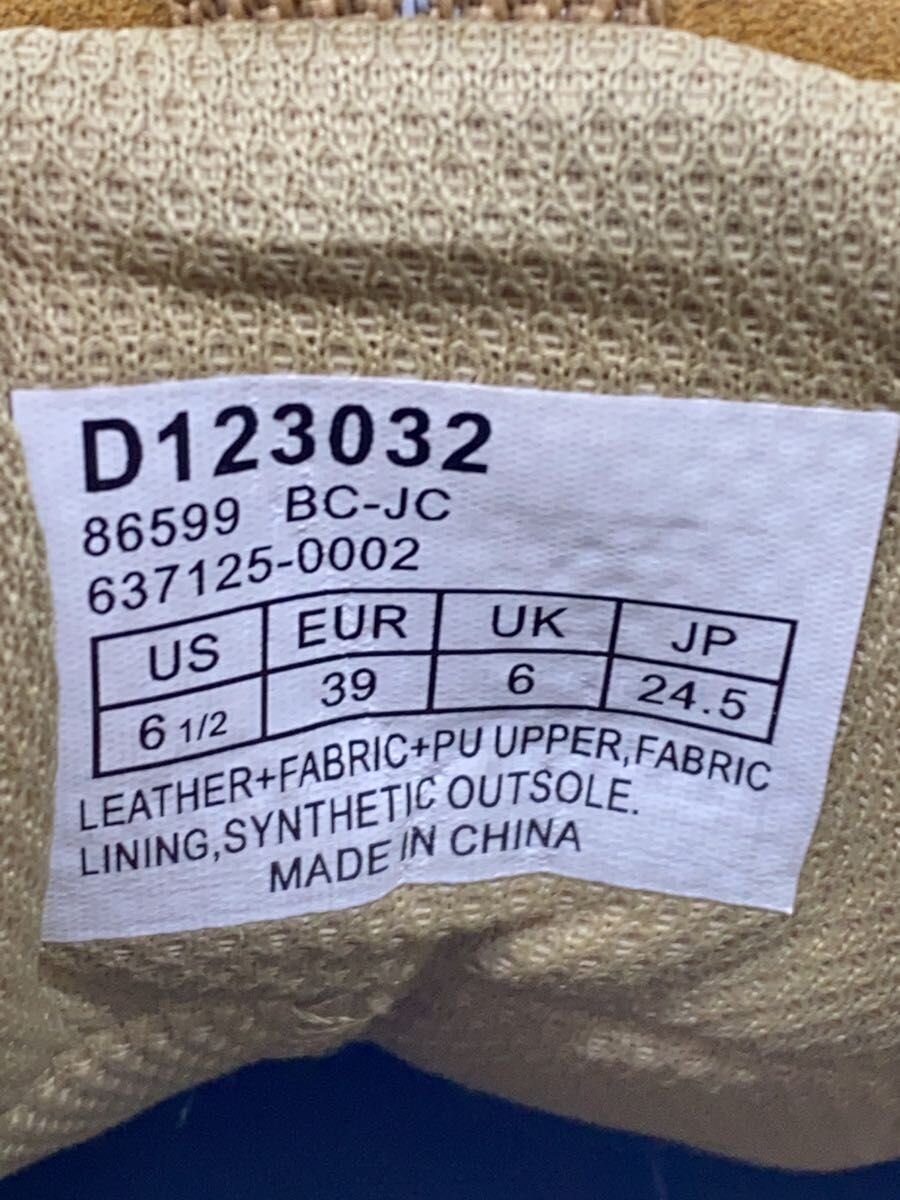 D123032
86599 BC-JC
637125-0002
US EUR UK JP
6 1/2 39 6 24.5
LEATHER+FABRIC+PU UPPER,FABRIC
LINING,SYNTHETIC OUTSOLE.
MADE IN CHINA